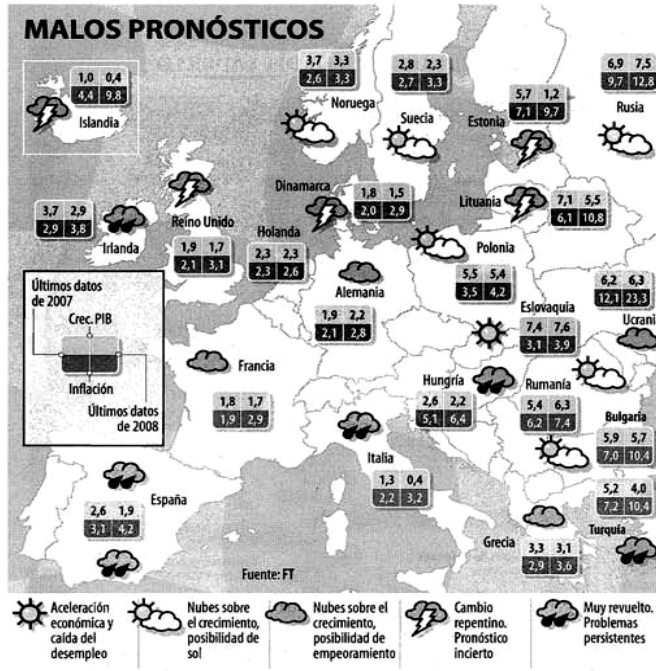 MALOS PRONÓSTICOS
1,0 0,4
4,4 9,8
Islandia
3,7 3,3
2,6 3,3
Noruega
2,8 2,3
2,7 3,3
Suecia
5,7 1,2
7,1 9,7
Estonia
6,9 7,5
9,7 12,8
Rusia
3,7 2,9
2,9 3,8
Irlanda
Reino Unido
1,9 1,7
2,1 3,1
Dinamarca
1,8 1,5
2,0 2,9
Lituania
7,1 5,5
6,1 10,8
Holanda
2,3 2,3
2,3 2,6
Polonia
5,5 5,4
3,5 4,2
Alemania
1,9 2,2
2,1 2,8
Eslovaquia
7,4 7,6
3,1 3,9
6,2 6,3
12,1 23,3
Ucrani
Últimos datos
de 2007
Crec. PIB
Inflación
Últimos datos
de 2008
Francia
1,8 1,7
1,9 2,9
Hungría
2,6 2,2
5,1 6,4
Rumanía
5,4 6,3
6,2 7,4
Bulgaria
5,9 5,7
7,0 10,4
Italia
1,3 0,4
2,2 3,2
España
2,6 1,9
3,1 4,2
5,2 4,0
7,2 10,4
Turquía
Grecia
3,3 3,1
2,9 3,6
Fuente: FT
Aceleración
económica y
caída del
desempleo
Nubes sobre
el crecimiento,
posibilidad de
sol
Nubes sobre el
crecimiento,
posibilidad de
empeoramiento
Cambio
repentino.
Pronóstico
incierto
Muy revuelto.
Problemas
persistentes